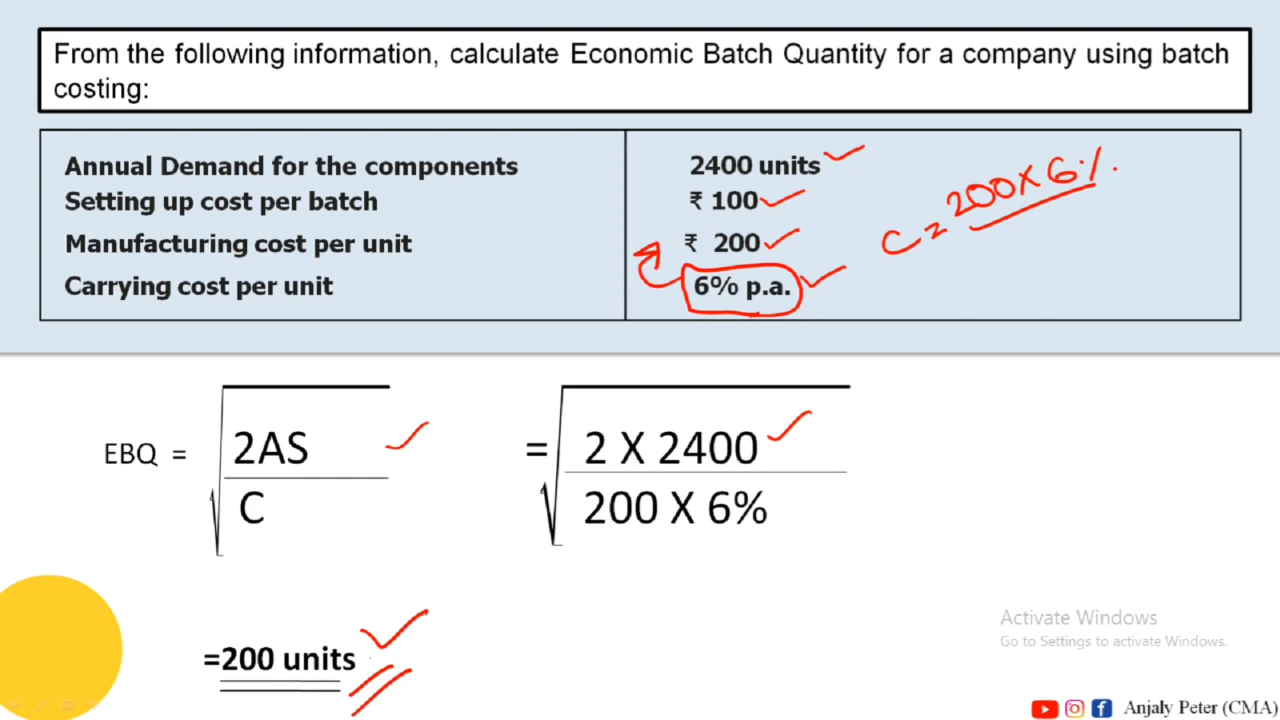 From the following information, calculate Economic Batch Quantity for a company using batch
costing:
Annual Demand for the components 2400 units
Setting up cost per batch ₹ 100
Manufacturing cost per unit ₹ 200
Carrying cost per unit 6% p.a.
C = 200 X 6%
EBQ = √ 2AS / C = √ 2 X 2400 / 200 X 6%
=200 units
Activate Windows
Go to Settings to activate Windows.
Anjaly Peter (CMA)